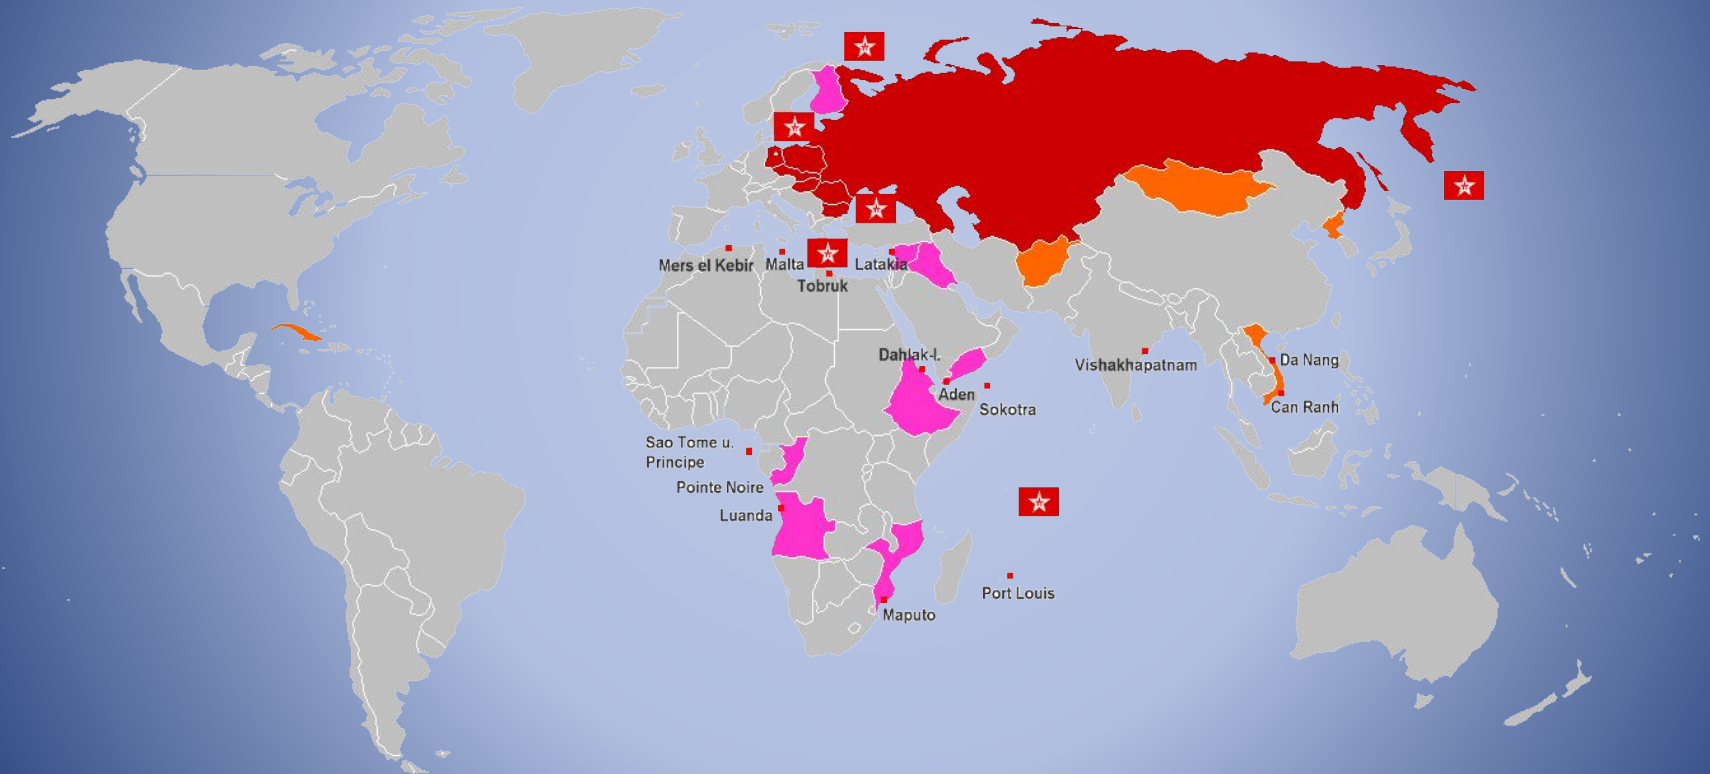 Mers el Kebir
Malta
Latakia
Tobruk
Dahlak-I.
Vishakhapatnam
Da Nang
Aden
Sokotra
Can Ranh
Sao Tome u.
Principe
Pointe Noire
Luanda
Port Louis
Maputo